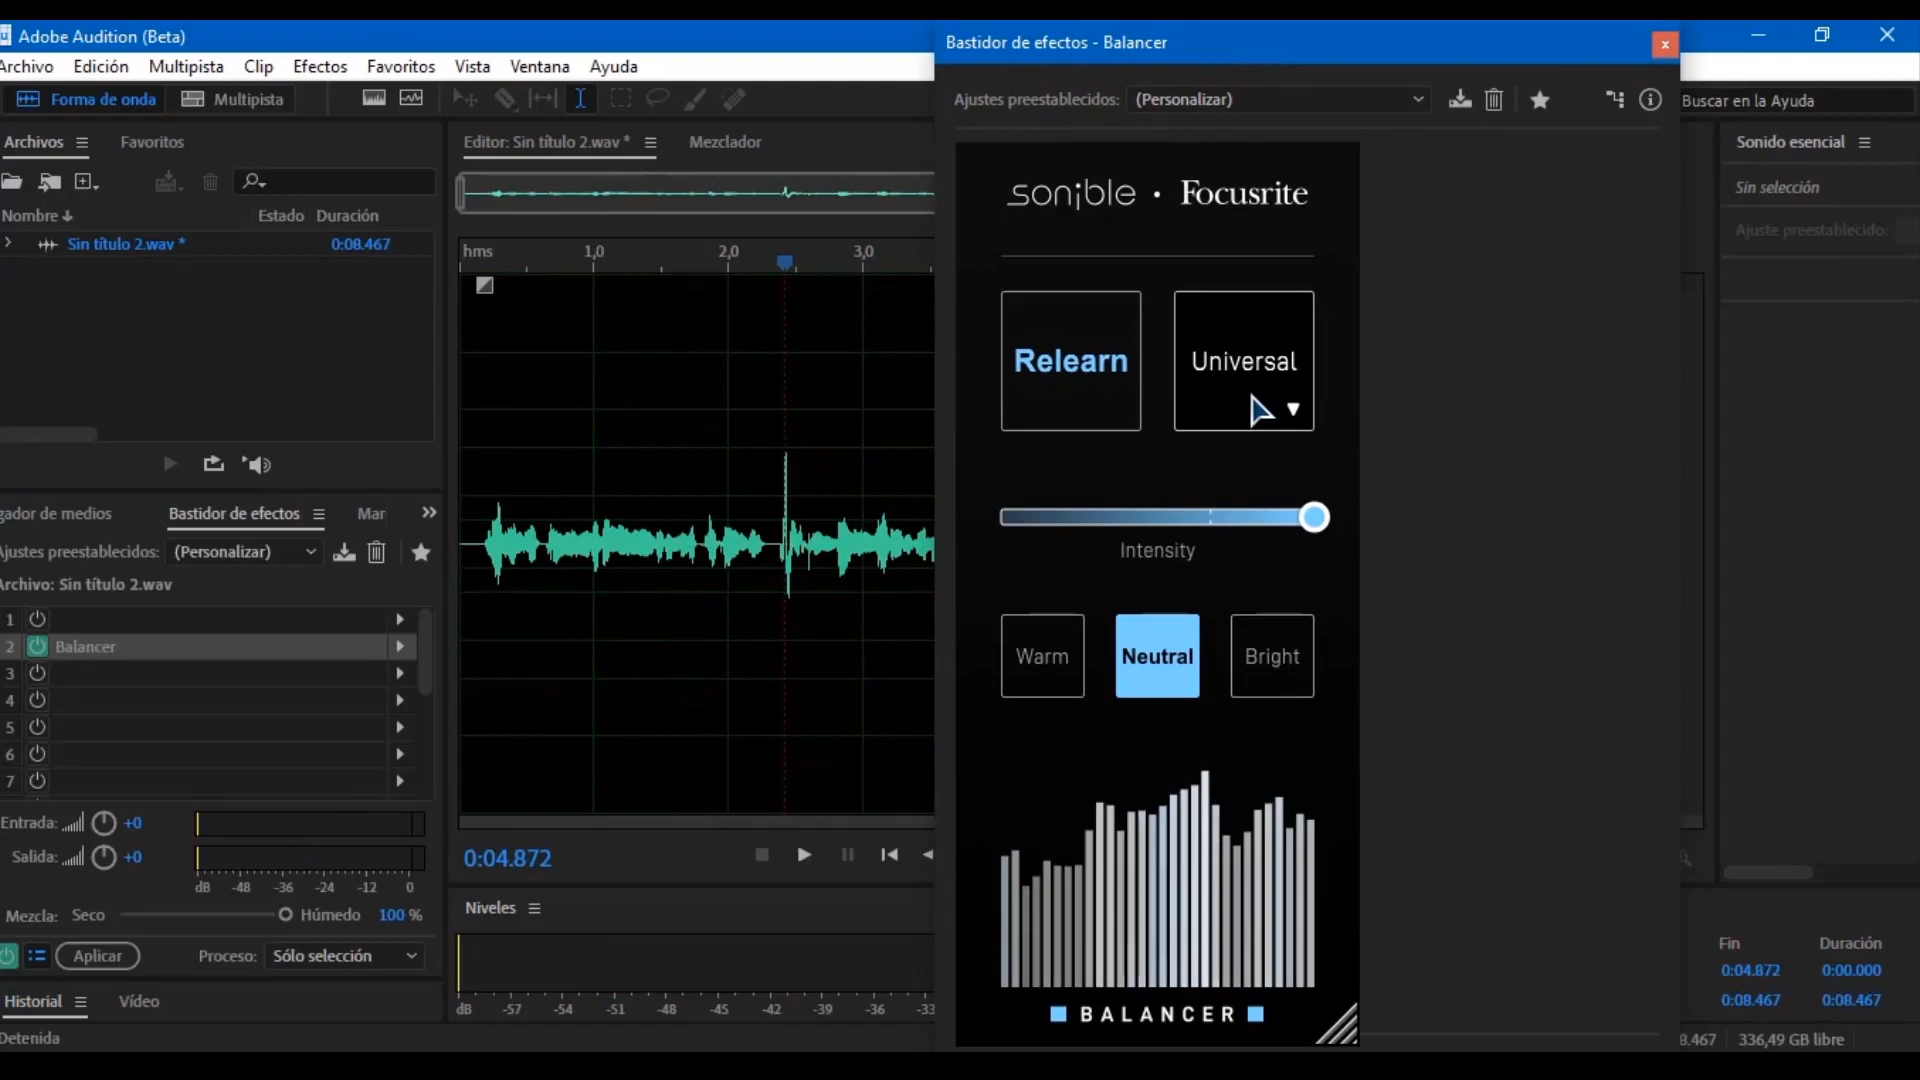 Adobe Audition (Beta)
Archivo Edición Multipista Clip Efectos Favoritos Vista Ventana Ayuda
Forma de onda Multipista
Archivos Favoritos
Nombre Estado Duración
Sin título 2.wav * 0:08.467
gador de medios Bastidor de efectos Mar
Ajustes preestablecidos: (Personalizar)
Archivo: Sin título 2.wav
1
2 Balancer
3
4
5
6
7
Entrada: +0
Salida: +0
dB -48 -36 -24 -12 0
Mezcla: Seco Húmedo 100 %
Aplicar Proceso: Sólo selección
Historial Vídeo
Detenida
Editor: Sin título 2.wav * Mezclador
hms 1,0 2,0 3,0
0:04.872
Niveles
dB -57 -54 -51 -48 -45 -42 -39 -36 -33
Bastidor de efectos - Balancer
x
Ajustes preestablecidos: (Personalizar)
sonible • Focusrite
Relearn Universal
Intensity
Warm Neutral Bright
BALANCER
Buscar en la Ayuda
Sonido esencial
Sin selección
Ajuste preestablecido:
Fin Duración
0:04.872 0:00.000
0:08.467 0:08.467
8.467 336,49 GB libre